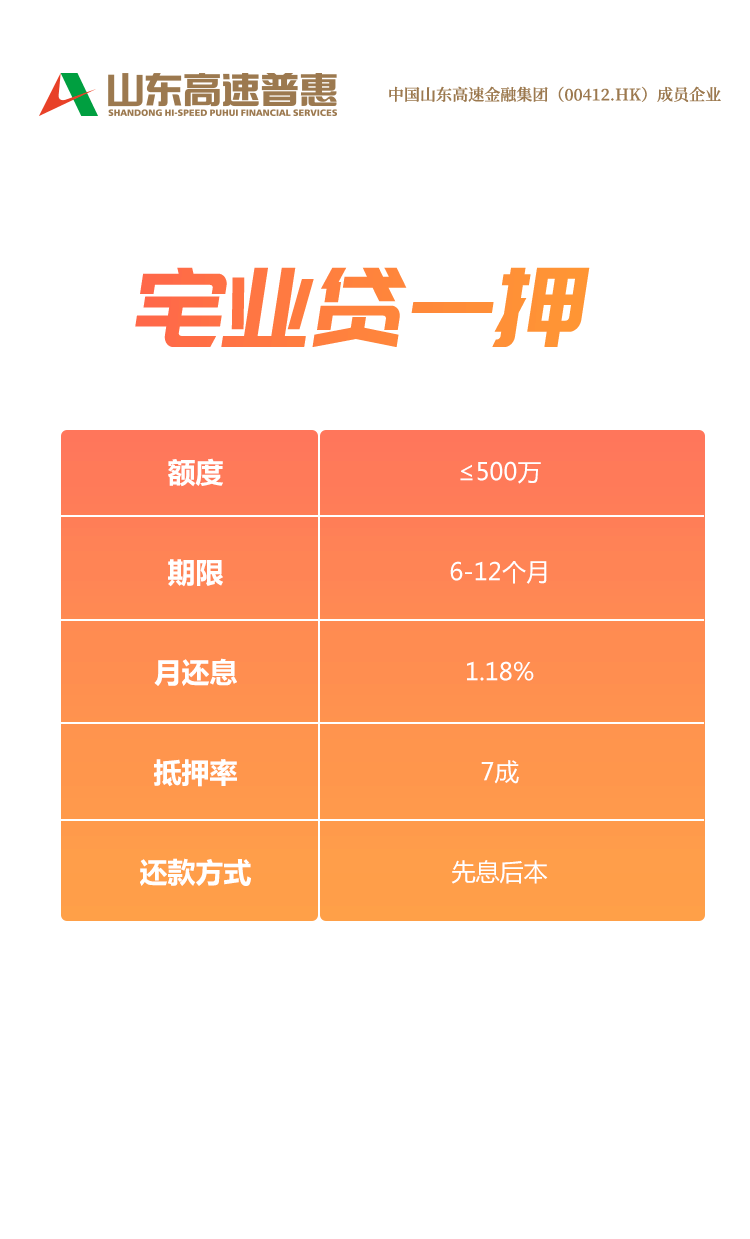 山东高速普惠
SHANDONG HI-SPEED PUHUI FINANCIAL SERVICES
中国山东高速金融集团（00412.HK）成员企业
宅业贷一押
额度 ≤500万
期限 6-12个月
月还息 1.18%
抵押率 7成
还款方式 先息后本